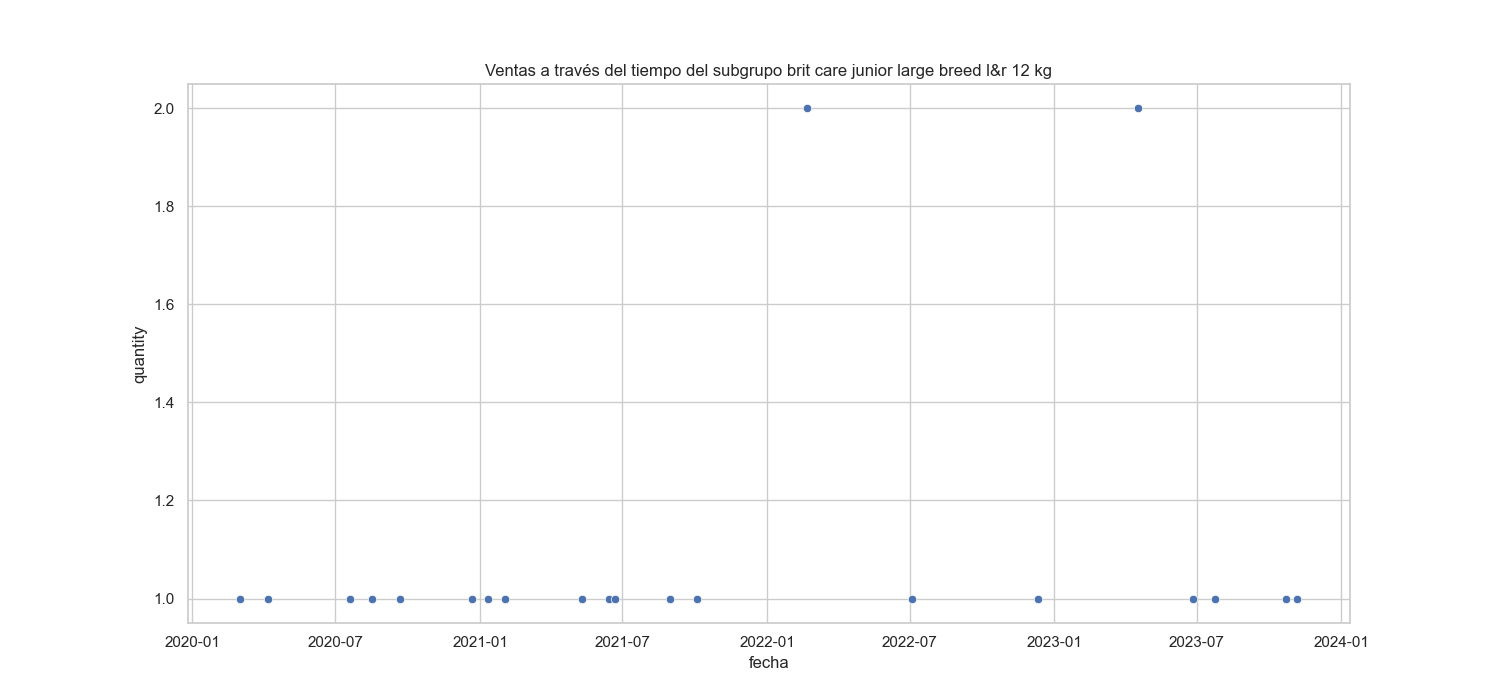 Ventas a través del tiempo del subgrupo brit care junior large breed l&r 12 kg
2.0
1.8
1.6
1.4
1.2
1.0
quantity
2020-01 2020-07 2021-01 2021-07 2022-01 2022-07 2023-01 2023-07 2024-01
fecha